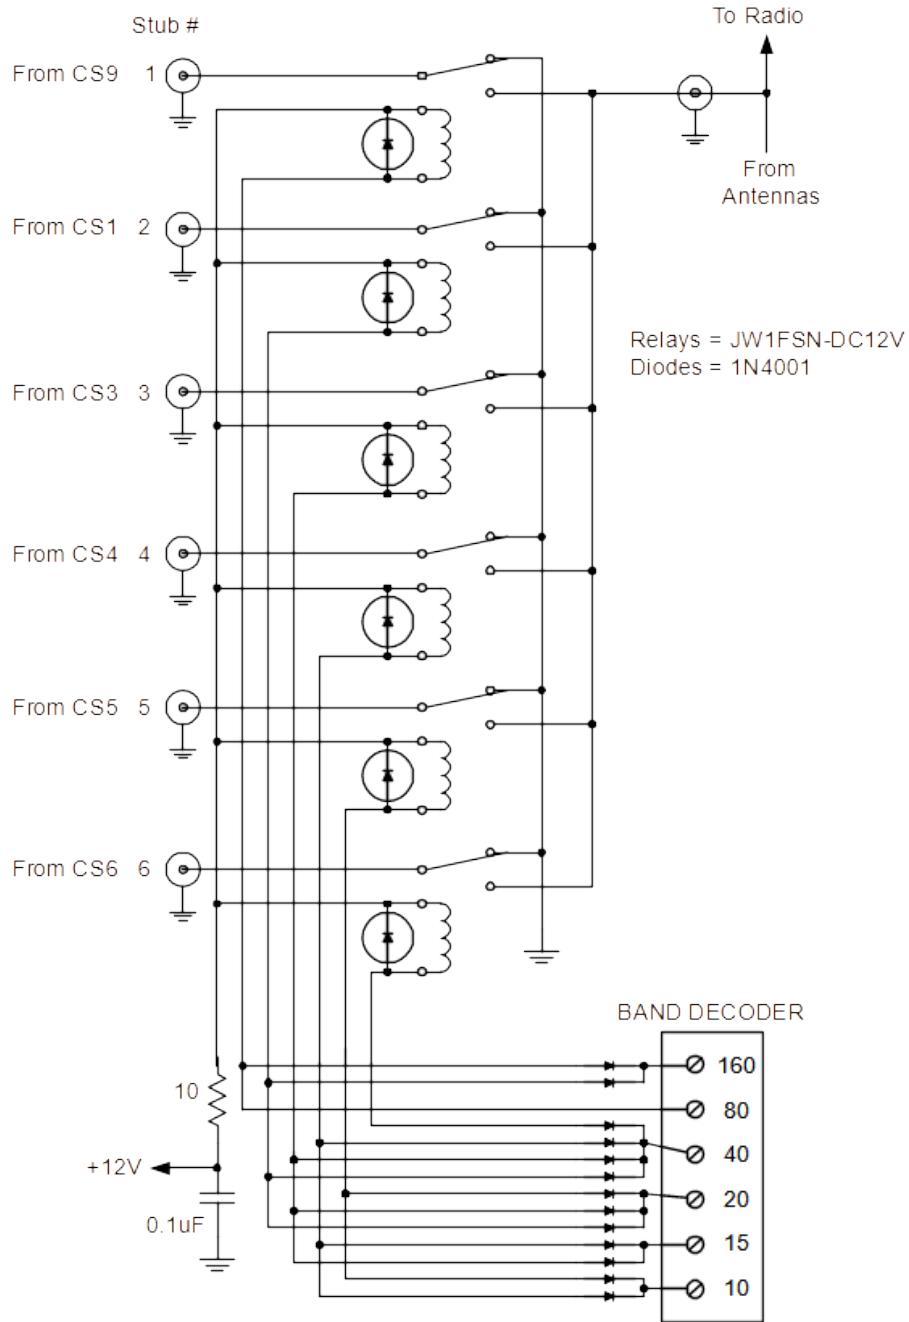 Stub #
To Radio
From CS9 1
From
Antennas
From CS1 2
Relays = JW1FSN-DC12V
Diodes = 1N4001
From CS3 3
From CS4 4
From CS5 5
From CS6 6
BAND DECODER
160
10
80
40
+12V
20
0.1uF
15
10